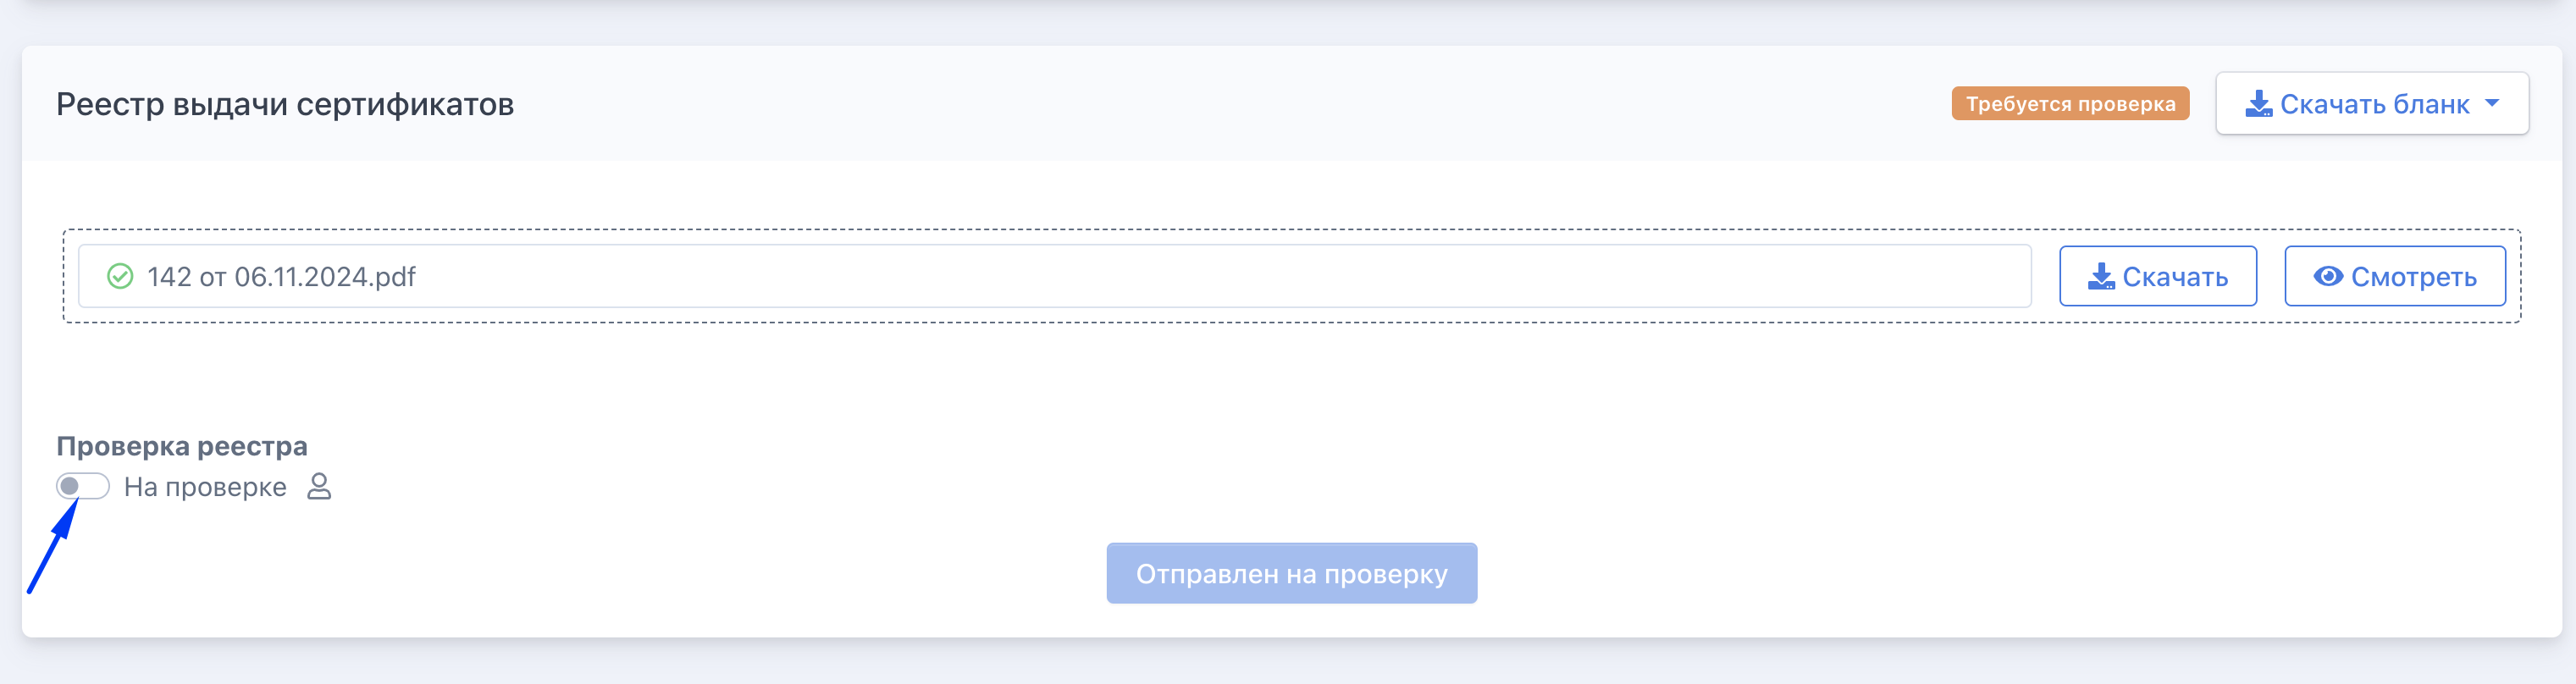 Реестр выдачи сертификатов
Требуется проверка
Скачать бланк
142 от 06.11.2024.pdf
Скачать
Смотреть
Проверка реестра
На проверке
Отправлен на проверку